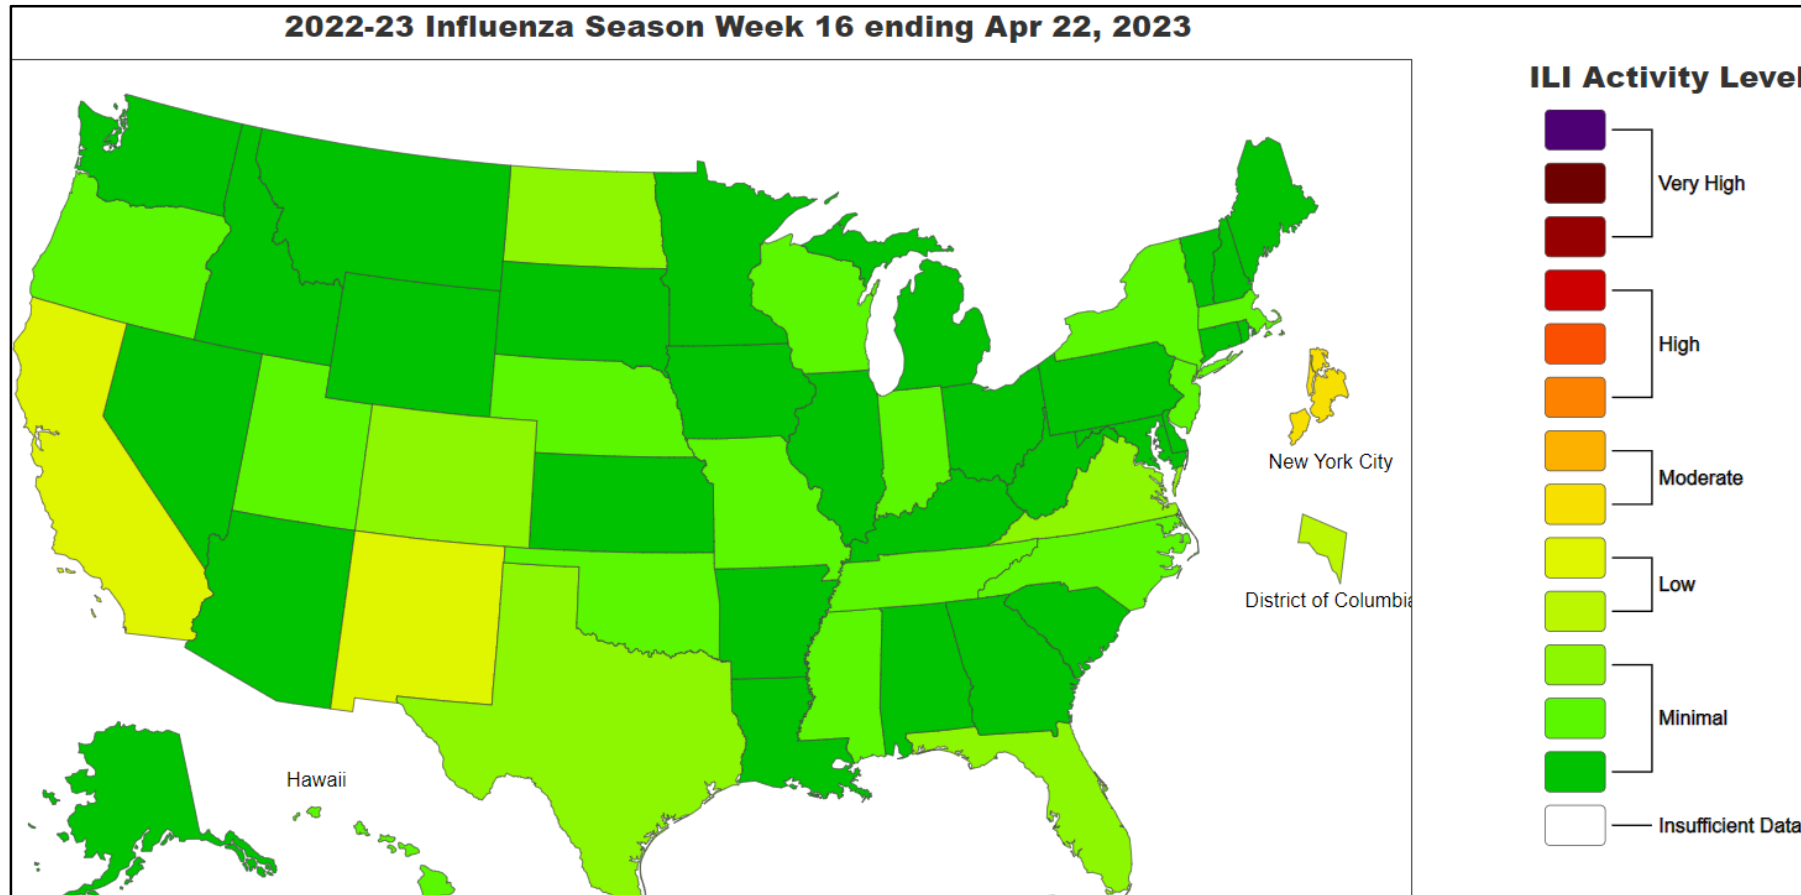 2022-23 Influenza Season Week 16 ending Apr 22, 2023
ILI Activity Level
Very High
High
Moderate
Low
Minimal
Insufficient Data
New York City
District of Columbia
Hawaii